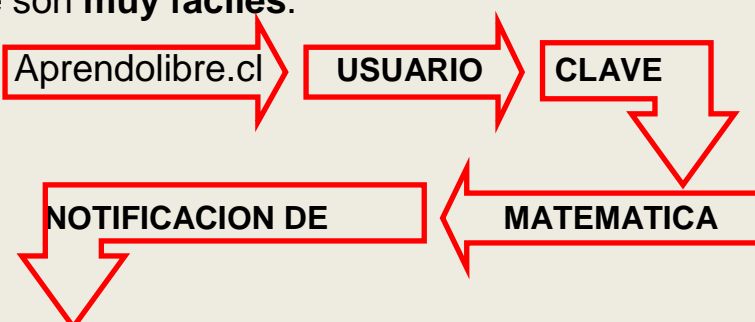 son muy fáciles.
Aprendolibre.cl
USUARIO
CLAVE
MATEMATICA
NOTIFICACION DE